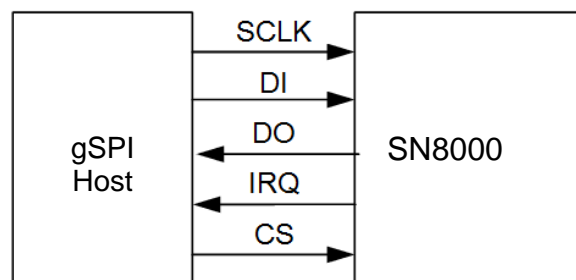 SCLK
DI
DO
IRQ
CS
gSPI
Host
SN8000